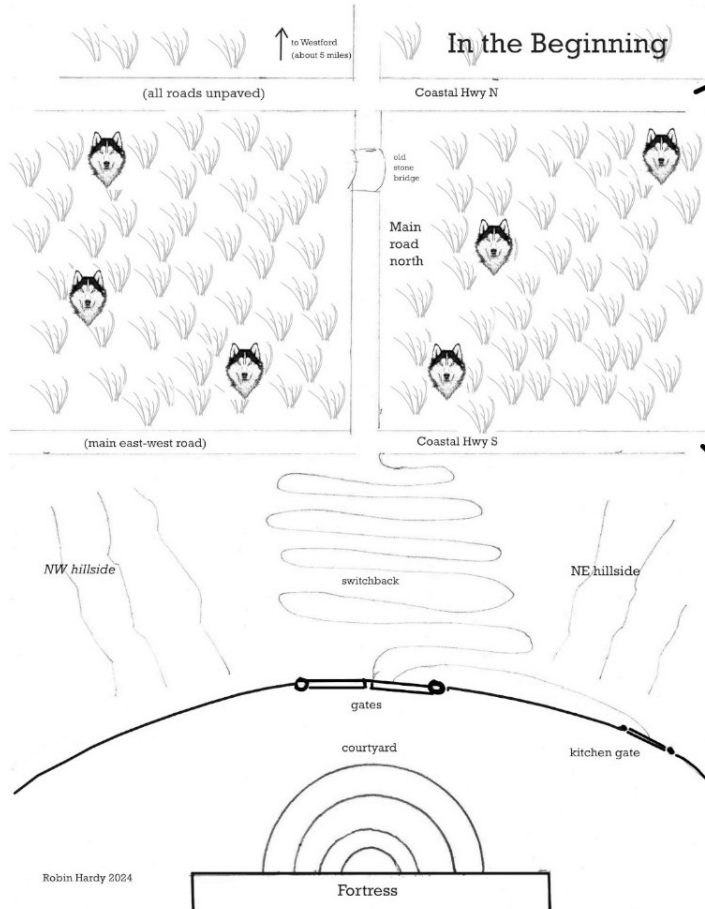 In the Beginning
to Westford
(about 5 miles)
(all roads unpaved)
Coastal Hwy N
old
stone
bridge
Main
road
north
(main east-west road)
Coastal Hwy S
NW hillside
switchback
NE hillside
gates
courtyard
kitchen gate
Robin Hardy 2024
Fortress